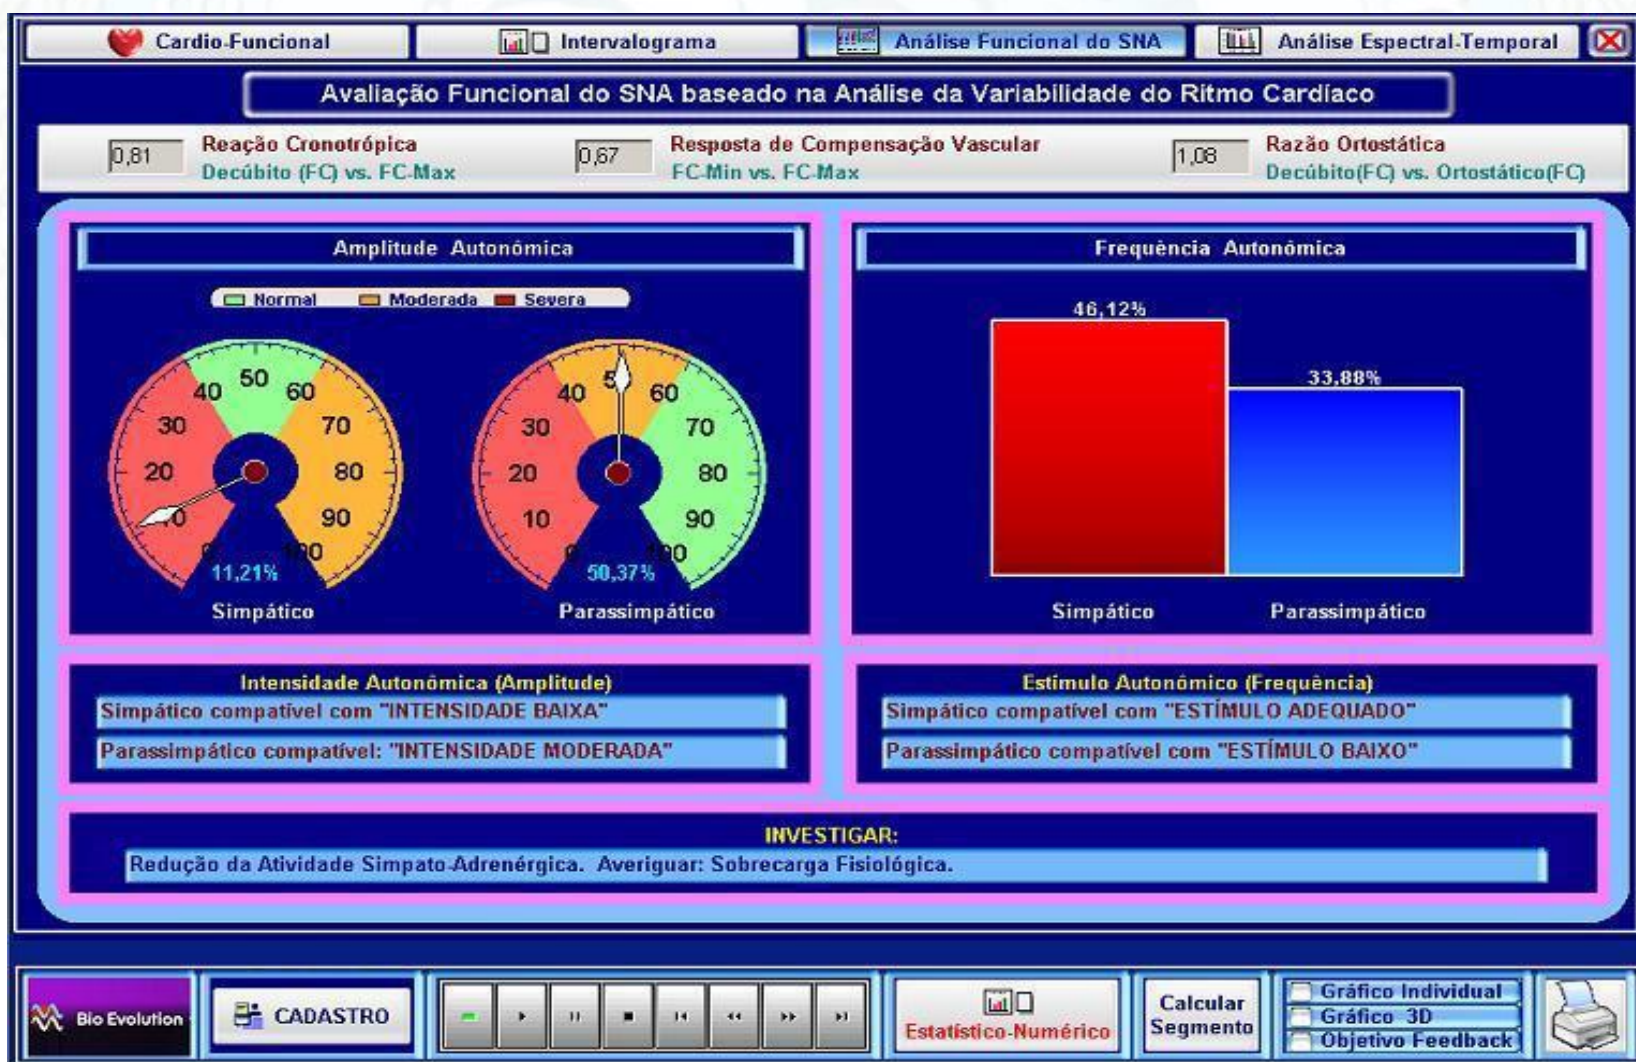 Cardio-Funcional
Intervalograma
Análise Funcional do SNA
Análise Espectral-Temporal
Avaliação Funcional do SNA baseado na Análise da Variabilidade do Ritmo Cardíaco
0,81
Reação Cronotrópica
Decúbito (FC) vs. FC-Max
0,67
Resposta de Compensação Vascular
FC-Min vs. FC-Max
1,08
Razão Ortostática
Decúbito(FC) vs. Ortostático(FC)
Amplitude Autonômica
Normal Moderada Severa
0 20 30 40 50 60 70 80 90 100
11,21%
Simpático
0 10 20 30 40 60 70 80 90 100
50,37%
Parassimpático
Frequência Autonômica
46,12%
33,88%
Simpático
Parassimpático
Intensidade Autonômica (Amplitude)
Simpático compatível com "INTENSIDADE BAIXA"
Parassimpático compatível: "INTENSIDADE MODERADA"
Estímulo Autonômico (Frequência)
Simpático compatível com "ESTÍMULO ADEQUADO"
Parassimpático compatível com "ESTÍMULO BAIXO"
INVESTIGAR:
Redução da Atividade Simpato-Adrenérgica. Averiguar: Sobrecarga Fisiológica.
Bio Evolution
CADASTRO
Estatístico-Numérico
Calcular
Segmento
Gráfico Individual
Gráfico 3D
Objetivo Feedback